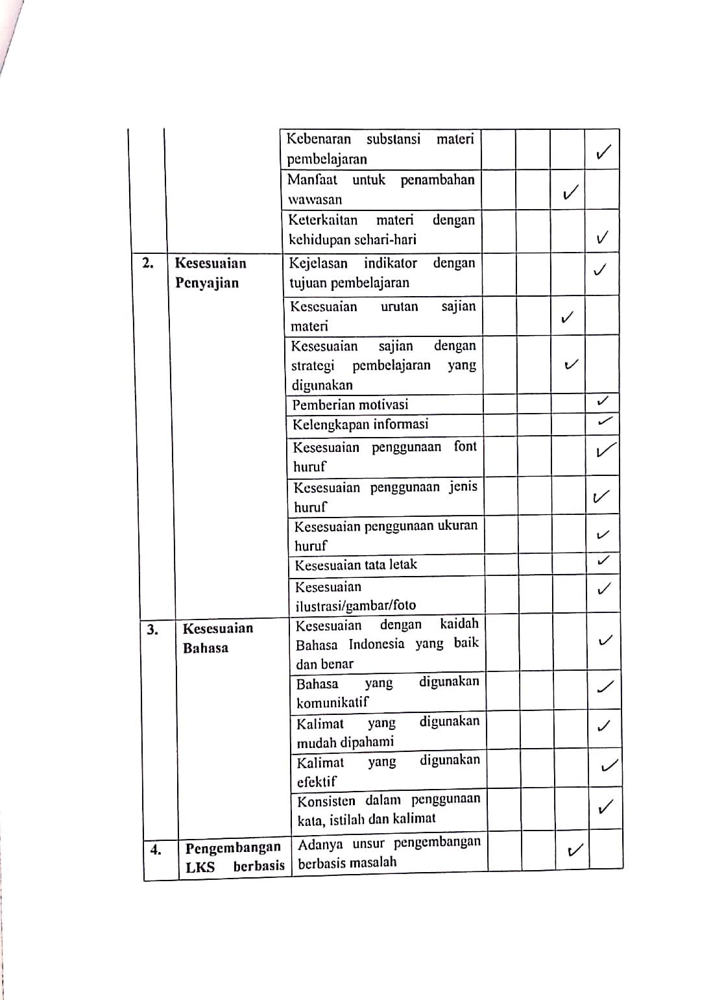 Kebenaran substansi materi
pembelajaran
✓
Manfaat untuk penambahan
wawasan
✓
Keterkaitan materi dengan
kehidupan sehari-hari
✓
2. Kesesuaian
Penyajian
Kejelasan indikator dengan
tujuan pembelajaran
✓
Kesesuaian urutan sajian
materi
✓
Kesesuaian sajian dengan
strategi pembelajaran yang
digunakan
✓
Pemberian motivasi
✓
Kelengkapan informasi
✓
Kesesuaian penggunaan font
huruf
✓
Kesesuaian penggunaan jenis
huruf
✓
Kesesuaian penggunaan ukuran
huruf
✓
Kesesuaian tata letak
✓
Kesesuaian
ilustrasi/gambar/foto
✓
3. Kesesuaian
Bahasa
Kesesuaian dengan kaidah
Bahasa Indonesia yang baik
dan benar
✓
Bahasa yang digunakan
komunikatif
✓
Kalimat yang digunakan
mudah dipahami
✓
Kalimat yang digunakan
efektif
✓
Konsisten dalam penggunaan
kata, istilah dan kalimat
✓
4. Pengembangan
LKS berbasis
Adanya unsur pengembangan
berbasis masalah
✓